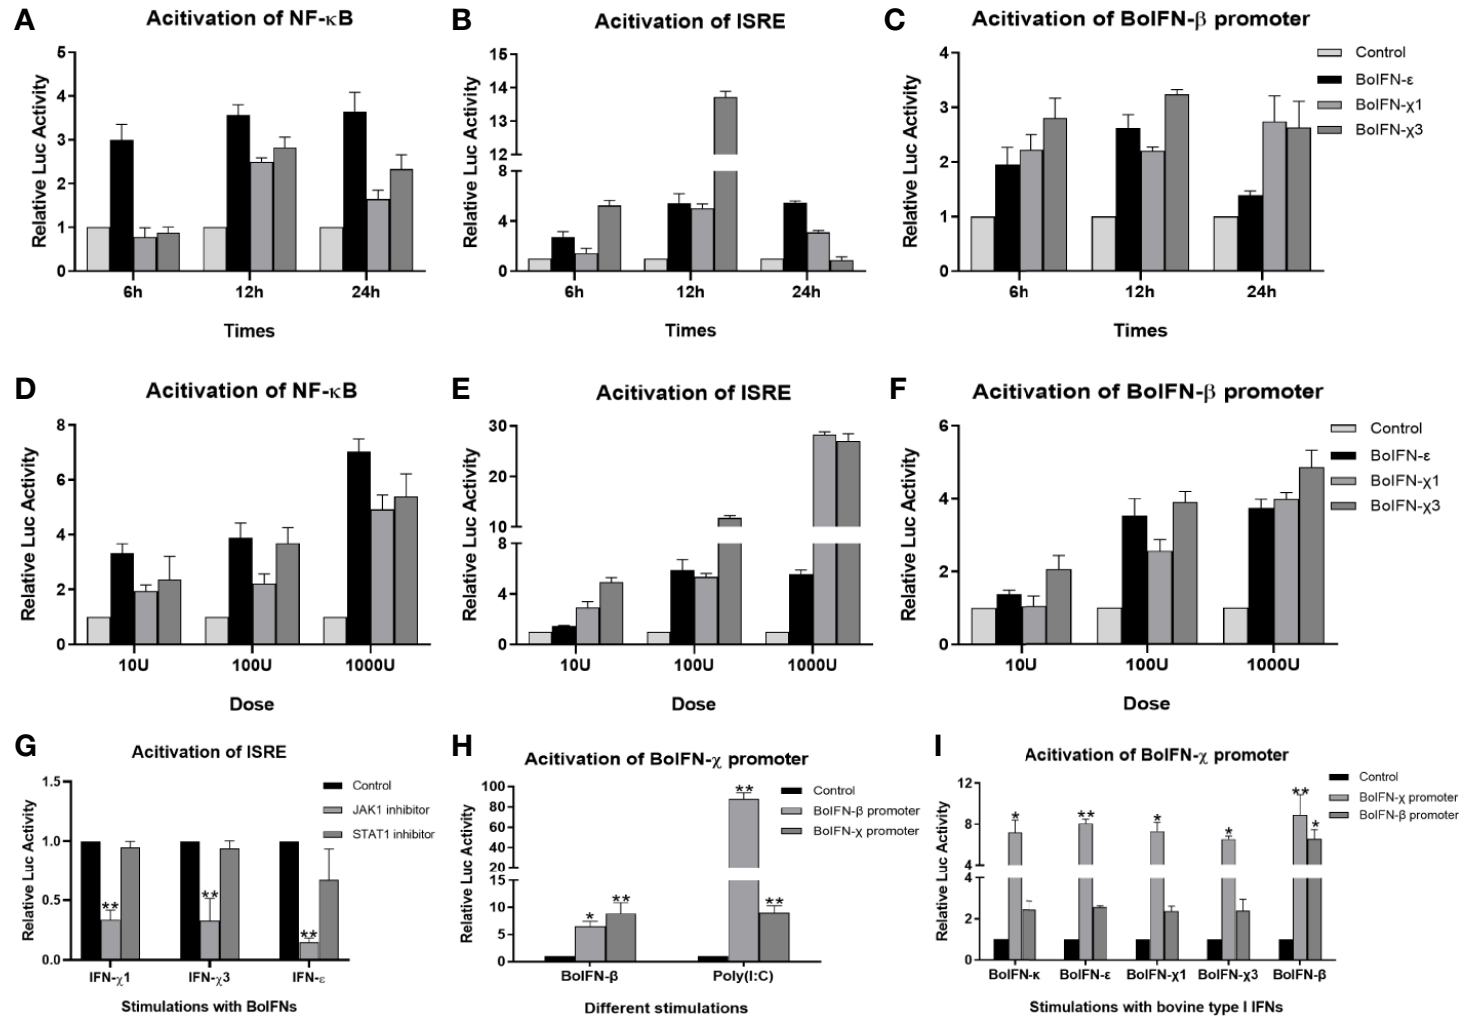 A
Acitivation of NF-κB
Relative Luc Activity
5
4
3
2
1
0
6h
12h
24h
Times
B
Acitivation of ISRE
Relative Luc Activity
15
14
13
12
8
4
0
6h
12h
24h
Times
C
Acitivation of BoIFN-β promoter
Relative Luc Activity
4
3
2
1
0
6h
12h
24h
Times
Control
BoIFN-ε
BoIFN-χ1
BoIFN-χ3
D
Acitivation of NF-κB
Relative Luc Activity
8
6
4
2
0
10U
100U
1000U
Dose
E
Acitivation of ISRE
Relative Luc Activity
30
20
10
8
4
0
10U
100U
1000U
Dose
F
Acitivation of BoIFN-β promoter
Relative Luc Activity
6
4
2
0
10U
100U
1000U
Dose
Control
BoIFN-ε
BoIFN-χ1
BoIFN-χ3
G
Acitivation of ISRE
Relative Luc Activity
1.5
1.0
0.5
0.0
**
**
**
IFN-χ1
IFN-χ3
IFN-ε
Stimulations with BoIFNs
Control
JAK1 inhibitor
STAT1 inhibitor
H
Acitivation of BoIFN-χ promoter
Relative Luc Activity
100
80
60
40
20
15
10
5
0
*
**
**
**
BoIFN-β
Poly(I:C)
Different stimulations
Control
BoIFN-β promoter
BoIFN-χ promoter
I
Acitivation of BoIFN-χ promoter
Relative Luc Activity
12
8
4
4
2
0
*
**
*
*
**
*
BoIFN-κ
BoIFN-ε
BoIFN-χ1
BoIFN-χ3
BoIFN-β
Stimulations with bovine type I IFNs
Control
BoIFN-χ promoter
BoIFN-β promoter